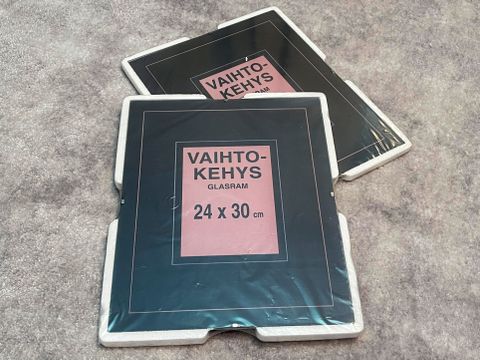 VAIHTO-
KEHYS
GLASRAM
24 x 30 cm
VAIHTO-
KEHYS